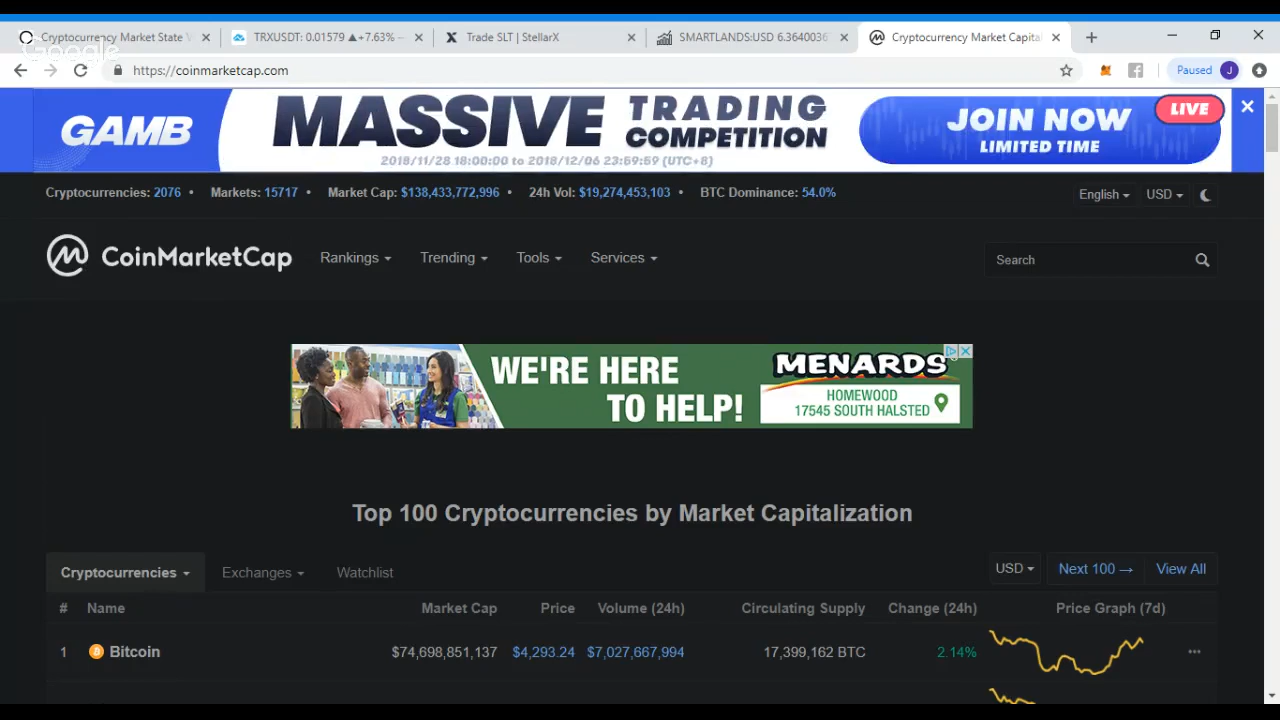 Cryptocurrency Market State V
TRXUSDT: 0.01579 ▲+7.63% –
Trade SLT | StellarX
SMARTLANDS:USD 6.3640036
Cryptocurrency Market Capital
Google
https://coinmarketcap.com
Paused J
GAMB
MASSIVE TRADING COMPETITION
2018/11/28 18:00:00 to 2018/12/06 23:59:59 (UTC+8)
JOIN NOW
LIMITED TIME
LIVE
Cryptocurrencies: 2076 • Markets: 15717 • Market Cap: $138,433,772,996 • 24h Vol: $19,274,453,103 • BTC Dominance: 54.0%
English USD
CoinMarketCap
Rankings Trending Tools Services
Search
WE'RE HERE
TO HELP!
MENARDS
HOMEWOOD
17545 SOUTH HALSTED
Top 100 Cryptocurrencies by Market Capitalization
Cryptocurrencies Exchanges Watchlist
USD Next 100 → View All
# Name Market Cap Price Volume (24h) Circulating Supply Change (24h) Price Graph (7d)
1 Bitcoin $74,698,851,137 $4,293.24 $7,027,667,994 17,399,162 BTC 2.14%